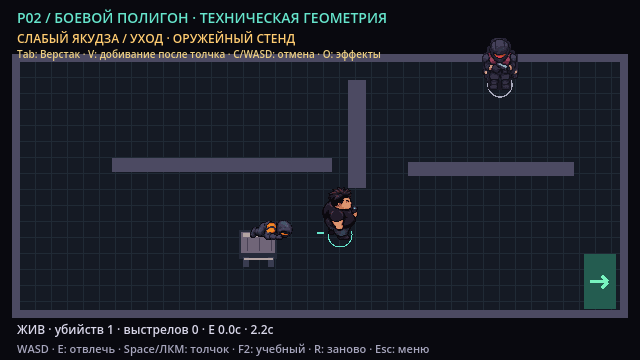 P02 / БОЕВОЙ ПОЛИГОН · ТЕХНИЧЕСКАЯ ГЕОМЕТРИЯ
СЛАБЫЙ ЯКУДЗА / УХОД · ОРУЖЕЙНЫЙ СТЕНД
Tab: Верстак · V: добивание после толчка · C/WASD: отмена · O: эффекты
ЖИВ · убийств 1 · выстрелов 0 · E 0.0с · 2.2с
WASD · E: отвлечь · Space/ЛКМ: толчок · F2: учебный · R: заново · Esc: меню